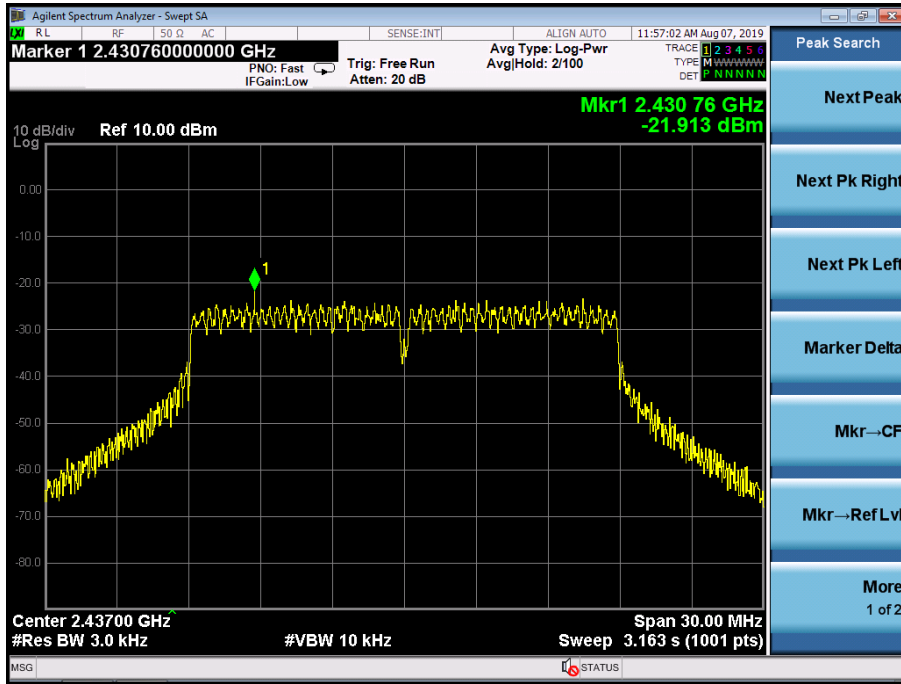 Agilent Spectrum Analyzer - Swept SA
LXI RL RF 50 Ω AC SENSE:INT ALIGN AUTO 11:57:02 AM Aug 07, 2019
Marker 1 2.430760000000 GHz
PNO: Fast
IFGain:Low
Trig: Free Run
Atten: 20 dB
Avg Type: Log-Pwr
Avg|Hold: 2/100
TRACE 1 2 3 4 5 6
TYPE M WWWWW
DET P N N N N N
Peak Search
Next Peak
Next Pk Right
Next Pk Left
Marker Delta
Mkr→CF
Mkr→Ref Lvl
More
1 of 2
Mkr1 2.430 76 GHz
-21.913 dBm
10 dB/div Ref 10.00 dBm
Log
0.00
-10.0
1
-20.0
-30.0
-40.0
-50.0
-60.0
-70.0
-80.0
Center 2.43700 GHz Span 30.00 MHz
#Res BW 3.0 kHz #VBW 10 kHz Sweep 3.163 s (1001 pts)
MSG STATUS